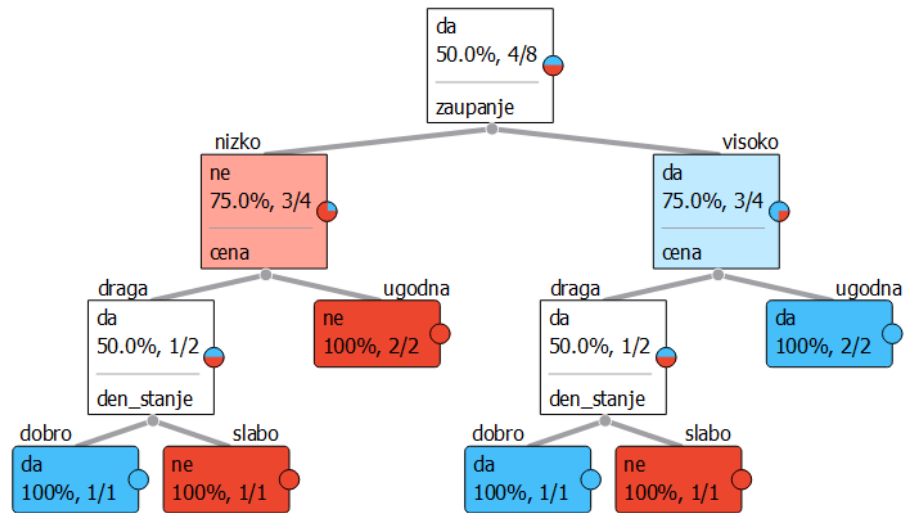 da
50.0%, 4/8
zaupanje
nizko
visoko
ne
75.0%, 3/4
cena
da
75.0%, 3/4
cena
draga
ugodna
draga
ugodna
da
50.0%, 1/2
den_stanje
ne
100%, 2/2
da
50.0%, 1/2
den_stanje
da
100%, 2/2
dobro
slabo
dobro
slabo
da
100%, 1/1
ne
100%, 1/1
da
100%, 1/1
ne
100%, 1/1